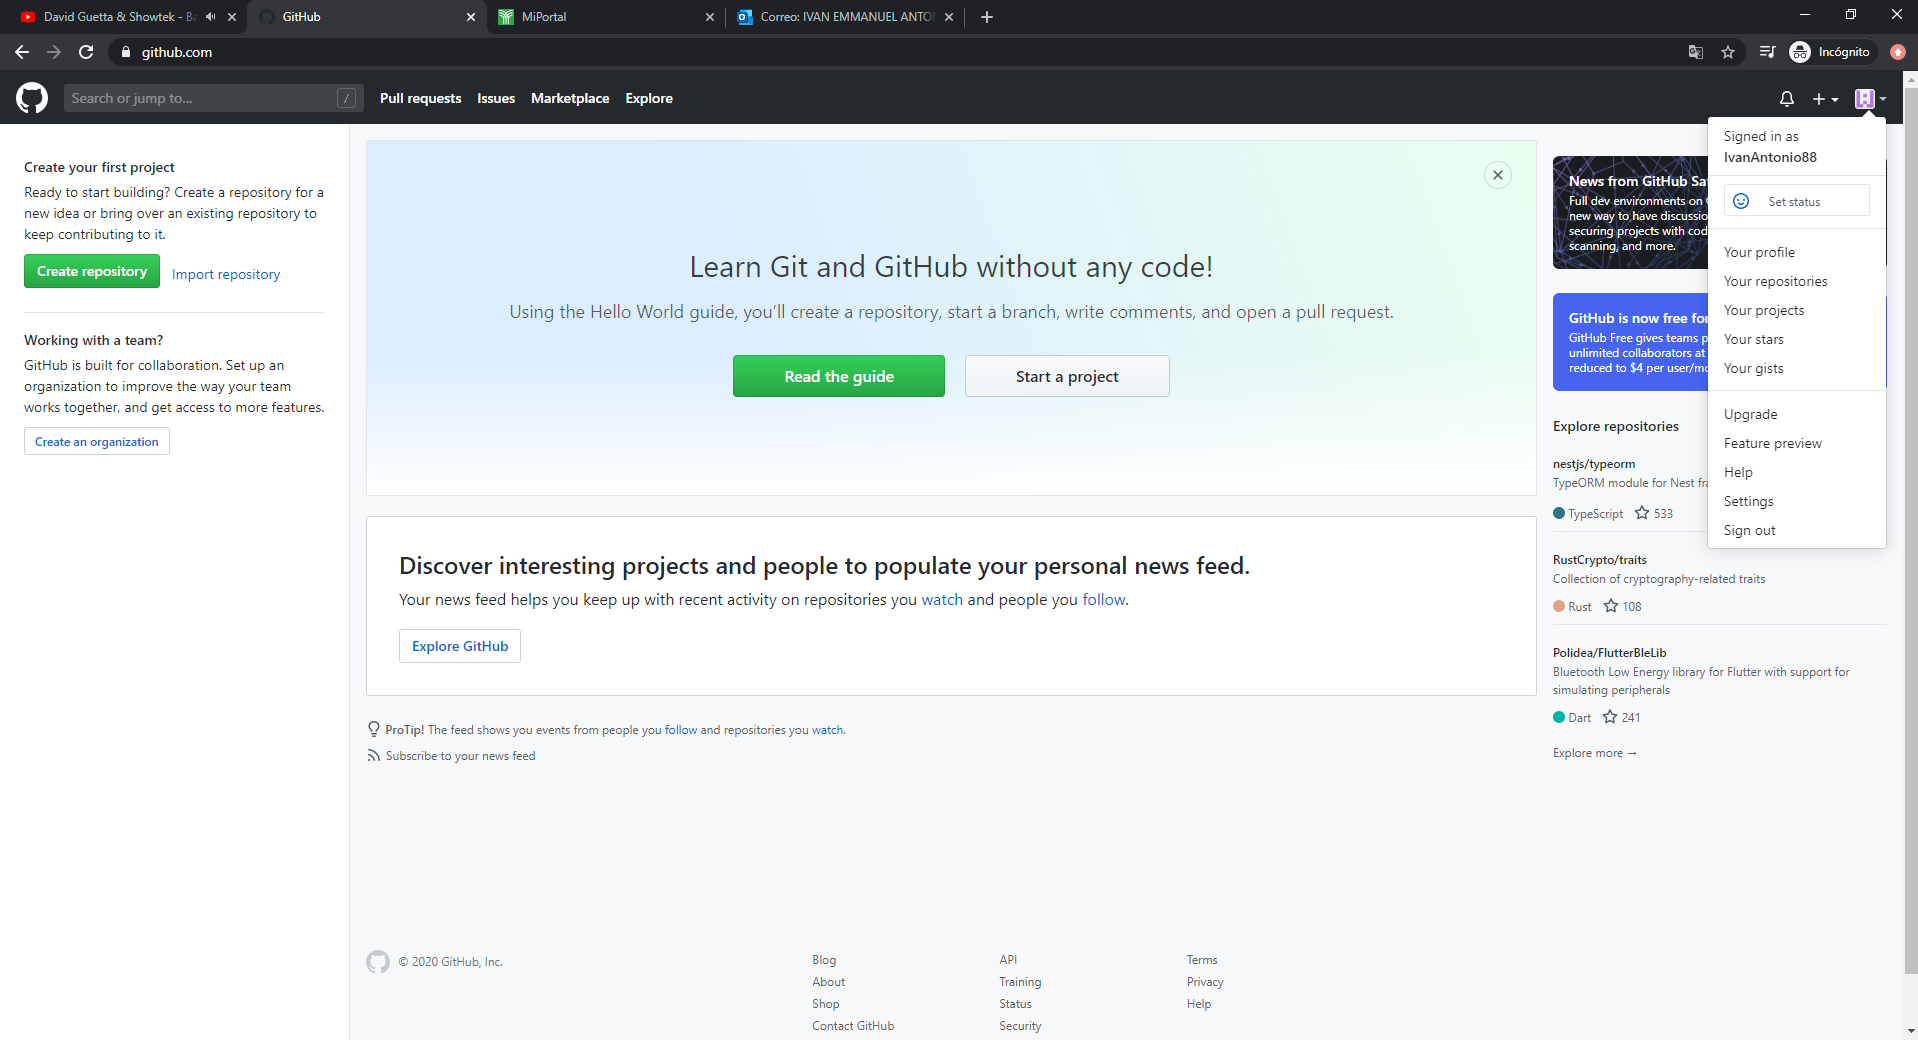 David Guetta & Showtek - Ba
GitHub
MiPortal
Correo: IVAN EMMANUEL ANTON
github.com
Incógnito
Search or jump to...
/
Pull requests
Issues
Marketplace
Explore
Signed in as
IvanAntonio88
Set status
Your profile
Your repositories
Your projects
Your stars
Your gists
Upgrade
Feature preview
Help
Settings
Sign out
Create your first project
Ready to start building? Create a repository for a
new idea or bring over an existing repository to
keep contributing to it.
Create repository
Import repository
Working with a team?
GitHub is built for collaboration. Set up an
organization to improve the way your team
works together, and get access to more features.
Create an organization
Learn Git and GitHub without any code!
Using the Hello World guide, you’ll create a repository, start a branch, write comments, and open a pull request.
Read the guide
Start a project
Discover interesting projects and people to populate your personal news feed.
Your news feed helps you keep up with recent activity on repositories you watch and people you follow.
Explore GitHub
ProTip! The feed shows you events from people you follow and repositories you watch.
Subscribe to your news feed
News from GitHub Sa
Full dev environments on
new way to have discussio
securing projects with cod
scanning, and more.
GitHub is now free for
GitHub Free gives teams p
unlimited collaborators at
reduced to $4 per user/mo
Explore repositories
nestjs/typeorm
TypeORM module for Nest fra
TypeScript
533
RustCrypto/traits
Collection of cryptography-related traits
Rust
108
Polidea/FlutterBleLib
Bluetooth Low Energy library for Flutter with support for
simulating peripherals
Dart
241
Explore more →
© 2020 GitHub, Inc.
Blog
About
Shop
Contact GitHub
API
Training
Status
Security
Terms
Privacy
Help